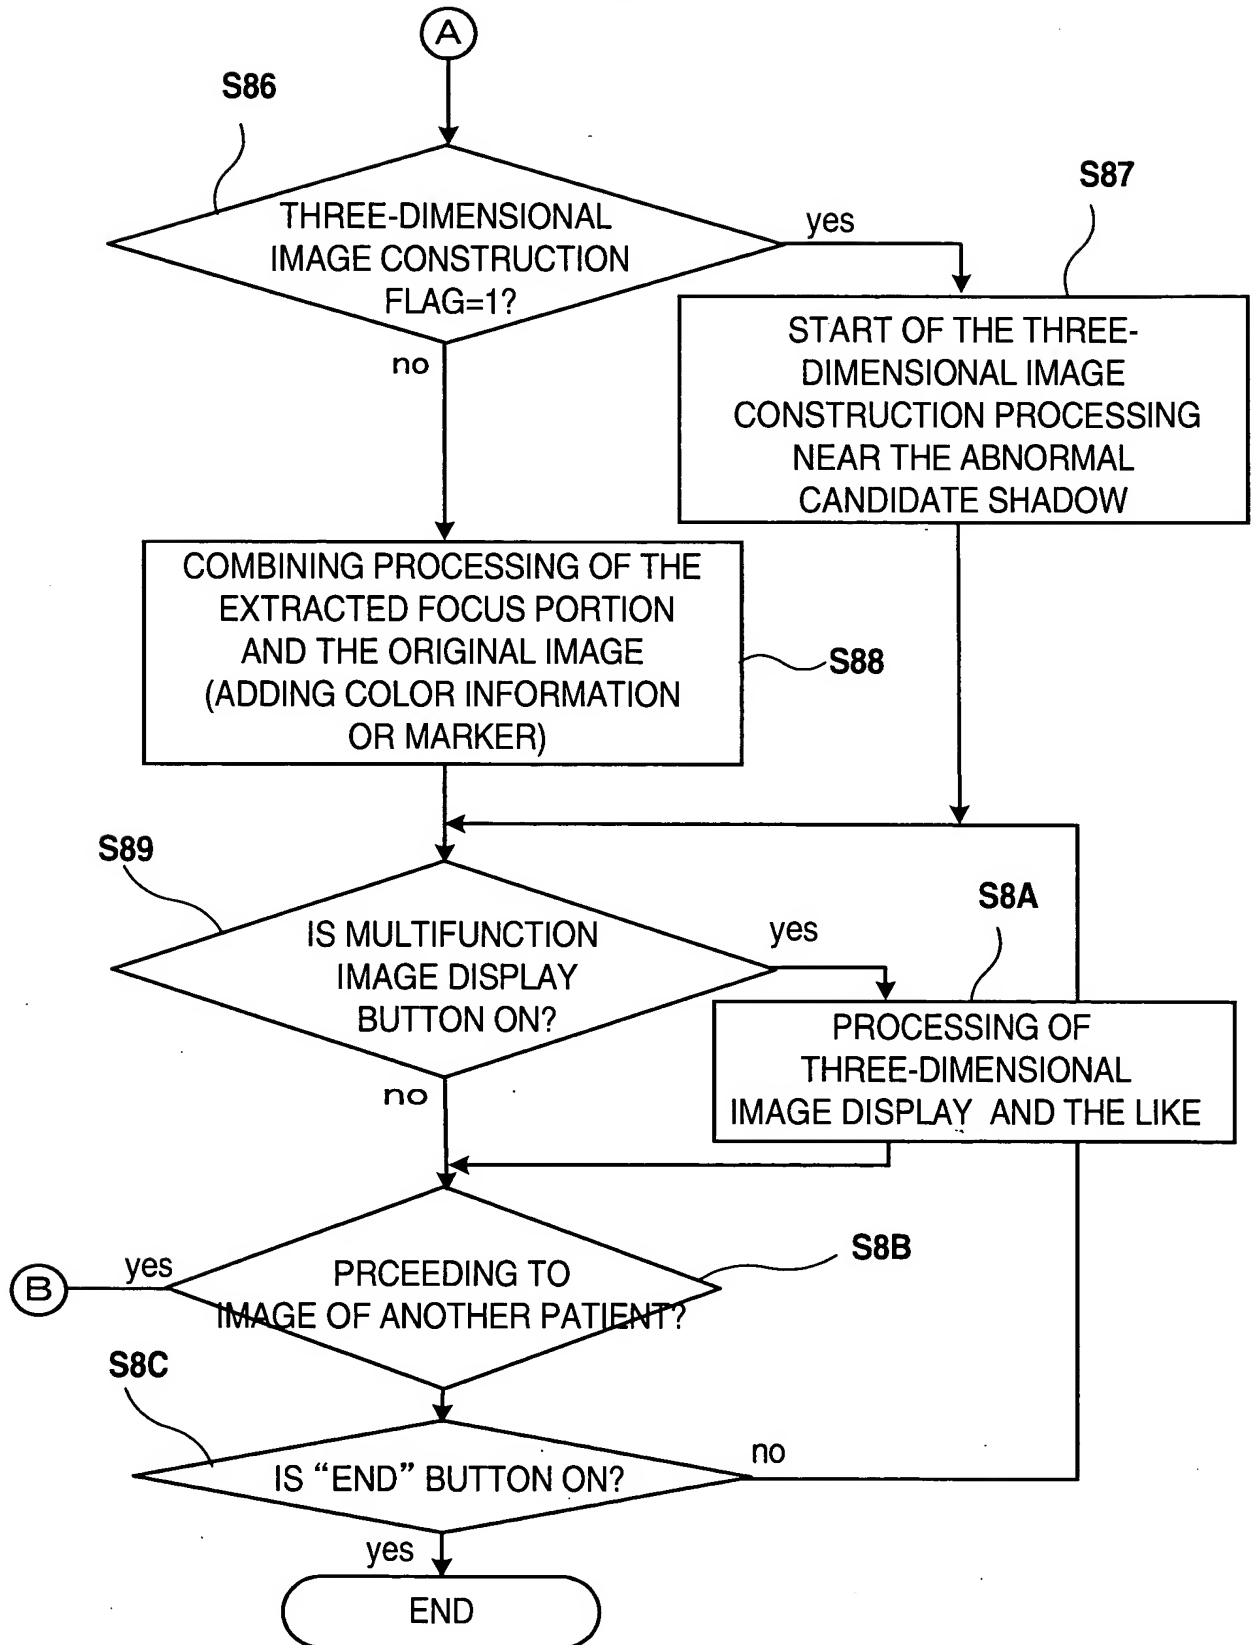 A
S86
THREE-DIMENSIONAL
IMAGE CONSTRUCTION
FLAG=1?
yes
no
S87
START OF THE THREE-
DIMENSIONAL IMAGE
CONSTRUCTION PROCESSING
NEAR THE ABNORMAL
CANDIDATE SHADOW
COMBINING PROCESSING OF THE
EXTRACTED FOCUS PORTION
AND THE ORIGINAL IMAGE
(ADDING COLOR INFORMATION
OR MARKER)
S88
S89
IS MULTIFUNCTION
IMAGE DISPLAY
BUTTON ON?
yes
no
S8A
PROCESSING OF
THREE-DIMENSIONAL
IMAGE DISPLAY AND THE LIKE
B
yes
PRCEEDING TO
IMAGE OF ANOTHER PATIENT?
S8B
S8C
IS “END” BUTTON ON?
no
yes
END